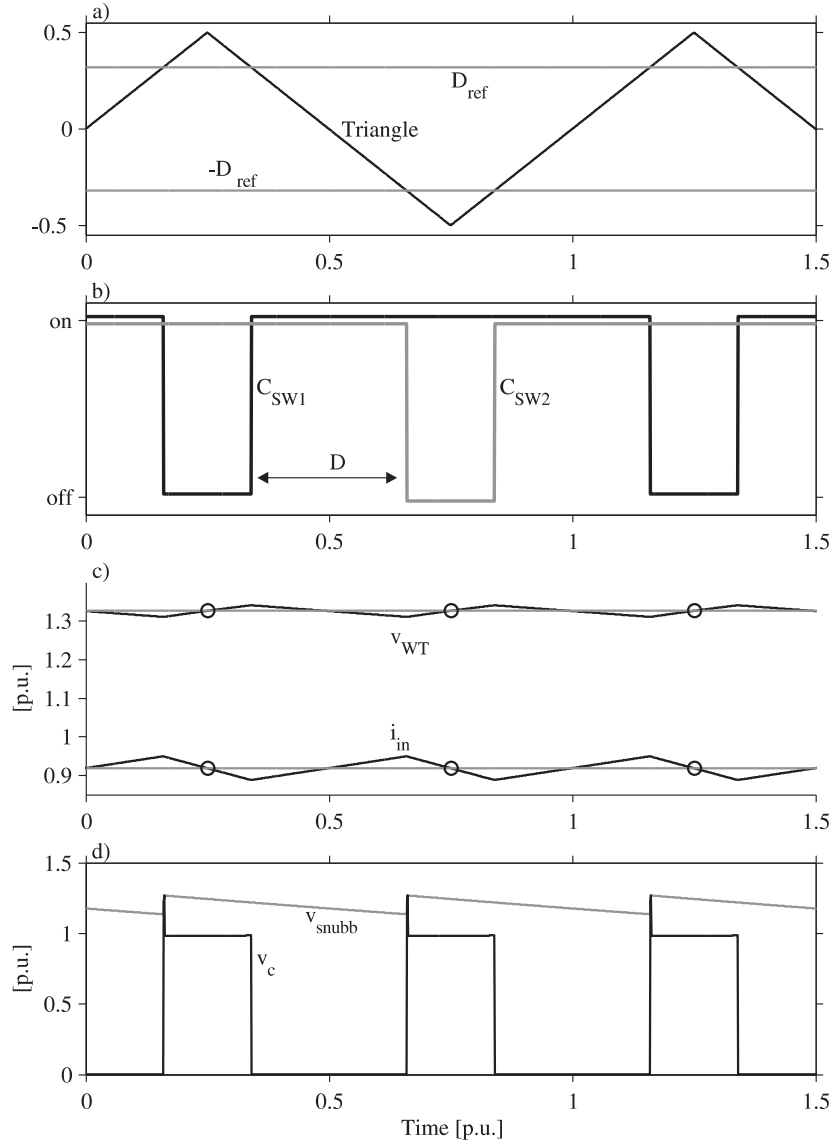 a)
0.5
D ref
Triangle
0
-D ref
-0.5
0 0.5 1 1.5
b)
on
C SW1
C SW2
D
off
0 0.5 1 1.5
c)
1.3
v WT
1.2
[p.u.]
1.1
1
i in
0.9
0 0.5 1 1.5
d)
1.5
v snubb
1
v c
[p.u.]
0.5
0
0 0.5 1 1.5
Time [p.u.]